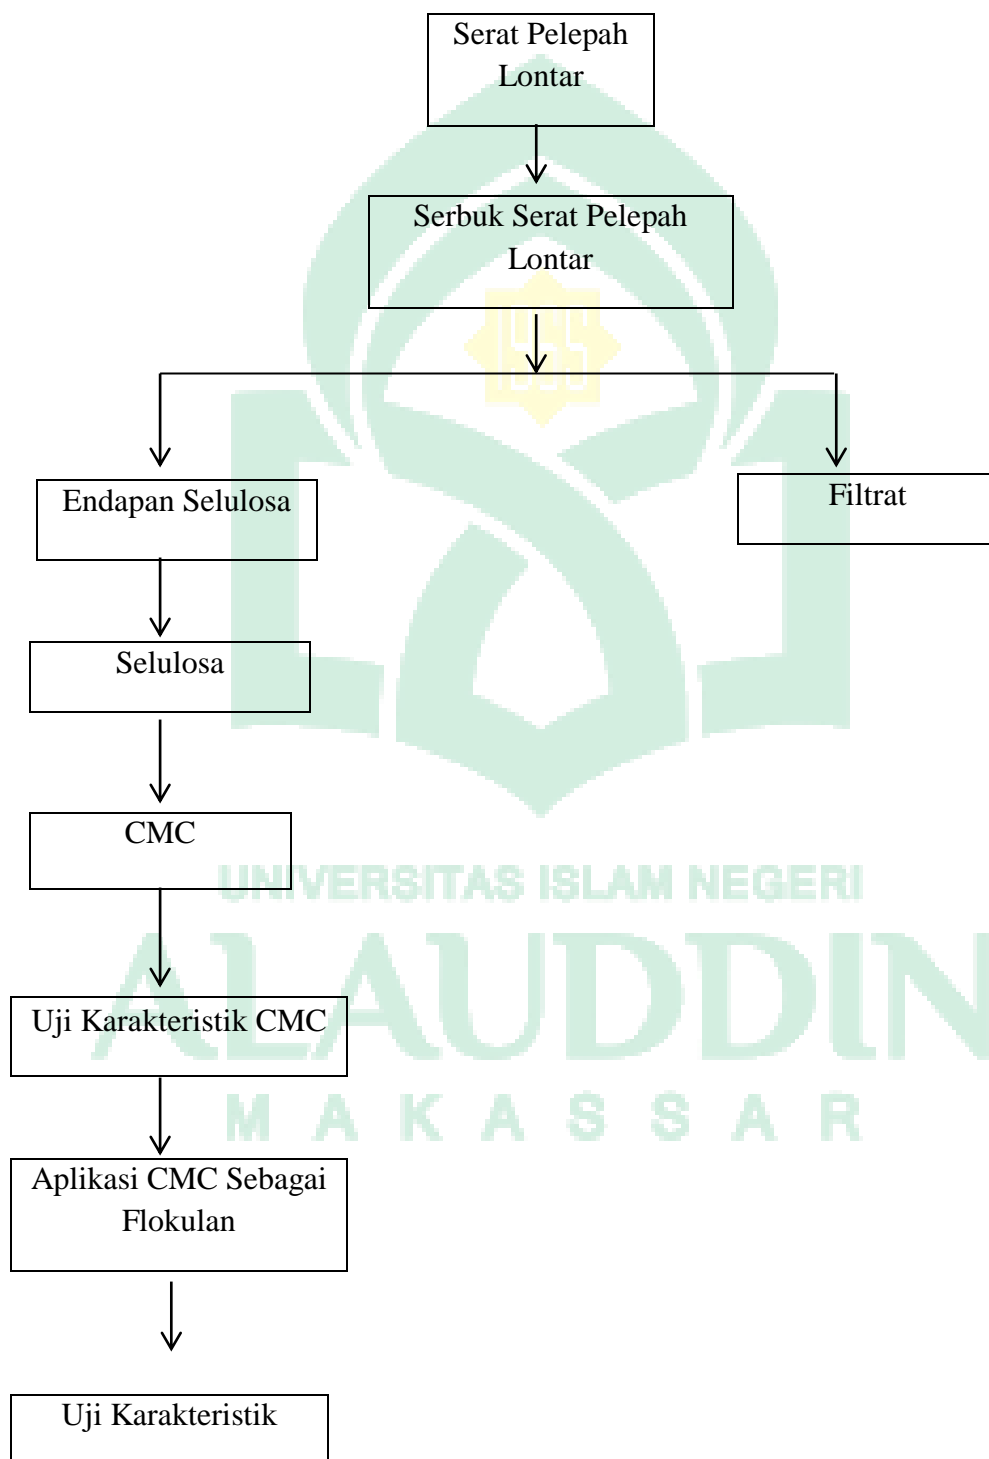 Serat Pelepah
Lontar
Serbuk Serat Pelepah
Lontar
Endapan Selulosa
Filtrat
Selulosa
CMC
UNIVERSITAS ISLAM NEGERI
ALAUDDIN
Uji Karakteristik CMC
MAKASSAR
Aplikasi CMC Sebagai
Flokulan
Uji Karakteristik